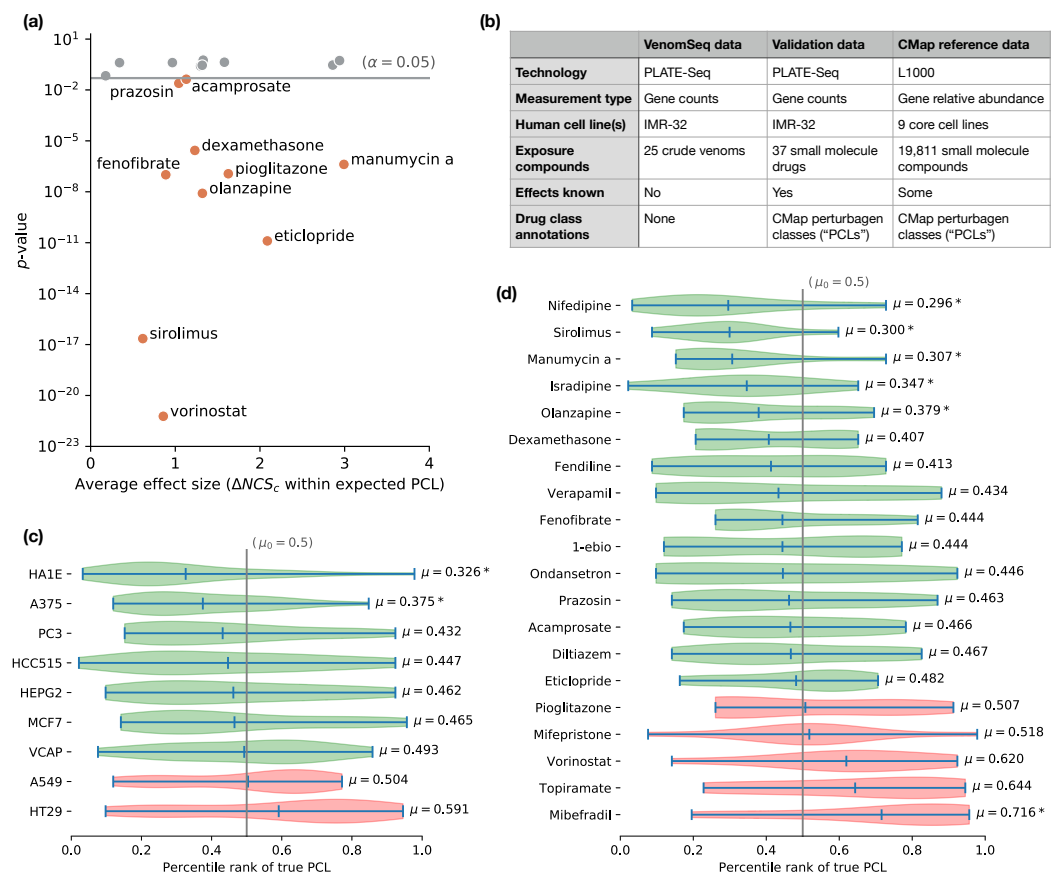 (a)
10^1
10^-2
10^-5
10^-8
10^-11
10^-14
10^-17
10^-20
10^-23
p-value
(α = 0.05)
prazosin
acamprosate
dexamethasone
fenofibrate
pioglitazone
manumycin a
olanzapine
eticlopride
sirolimus
vorinostat
0 1 2 3 4
Average effect size (ΔNCS_c within expected PCL)
(b)
VenomSeq data Validation data CMap reference data
Technology PLATE-Seq PLATE-Seq L1000
Measurement type Gene counts Gene counts Gene relative abundance
Human cell line(s) IMR-32 IMR-32 9 core cell lines
Exposure compounds 25 crude venoms 37 small molecule drugs 19,811 small molecule compounds
Effects known No Yes Some
Drug class annotations None CMap perturbagen classes (“PCLs”) CMap perturbagen classes (“PCLs”)
(c)
(μ₀ = 0.5)
HA1E μ = 0.326 *
A375 μ = 0.375 *
PC3 μ = 0.432
HCC515 μ = 0.447
HEPG2 μ = 0.462
MCF7 μ = 0.465
VCAP μ = 0.493
A549 μ = 0.504
HT29 μ = 0.591
0.0 0.2 0.4 0.6 0.8 1.0
Percentile rank of true PCL
(d)
(μ₀ = 0.5)
Nifedipine μ = 0.296 *
Sirolimus μ = 0.300 *
Manumycin a μ = 0.307 *
Isradipine μ = 0.347 *
Olanzapine μ = 0.379 *
Dexamethasone μ = 0.407
Fendiline μ = 0.413
Verapamil μ = 0.434
Fenofibrate μ = 0.444
1-ebio μ = 0.444
Ondansetron μ = 0.446
Prazosin μ = 0.463
Acamprosate μ = 0.466
Diltiazem μ = 0.467
Eticlopride μ = 0.482
Pioglitazone μ = 0.507
Mifepristone μ = 0.518
Vorinostat μ = 0.620
Topiramate μ = 0.644
Mibefradil μ = 0.716 *
0.0 0.2 0.4 0.6 0.8 1.0
Percentile rank of true PCL